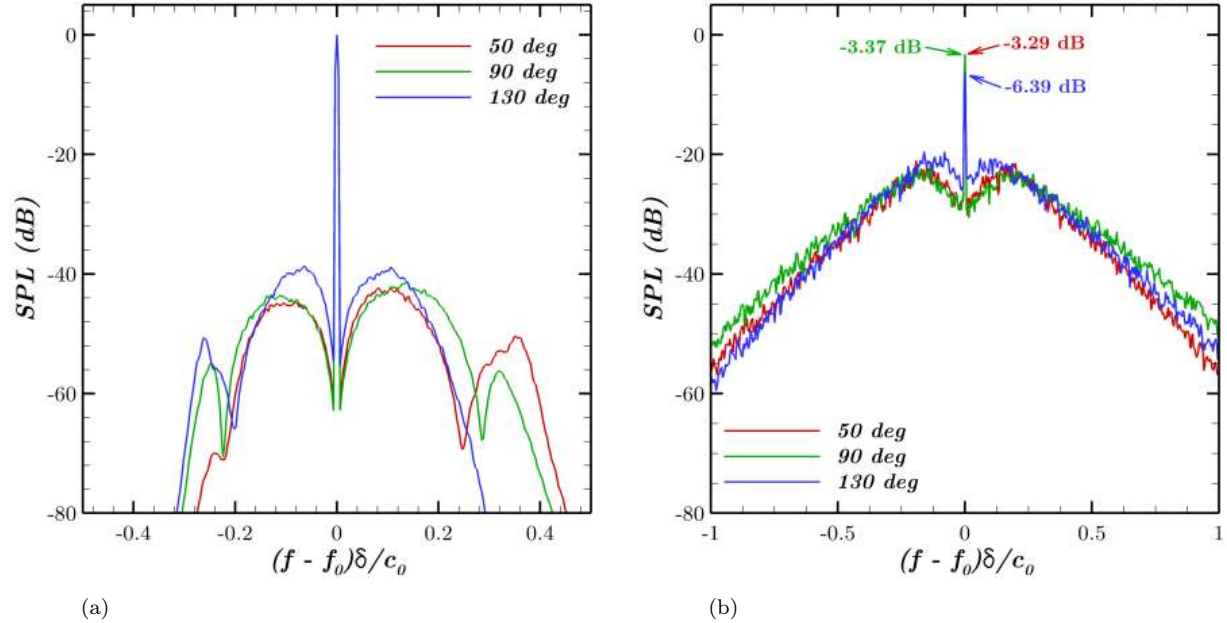 0
-20
-40
-60
-80
SPL (dB)
50 deg
90 deg
130 deg
-0.4 -0.2 0 0.2 0.4
(f - f₀)δ/c₀
(a)
0
-20
-40
-60
-80
SPL (dB)
-3.37 dB -3.29 dB
-6.39 dB
50 deg
90 deg
130 deg
-1 -0.5 0 0.5 1
(f - f₀)δ/c₀
(b)